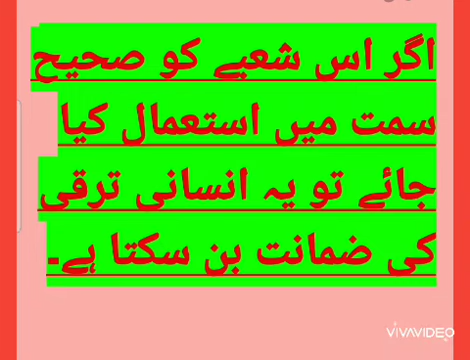 اگر اس شعبے کو صحیح
سمت میں استعمال کیا
جائے تو یہ انسانی ترقی
کی ضمانت بن سکتا ہے۔
VIVAVIDEO